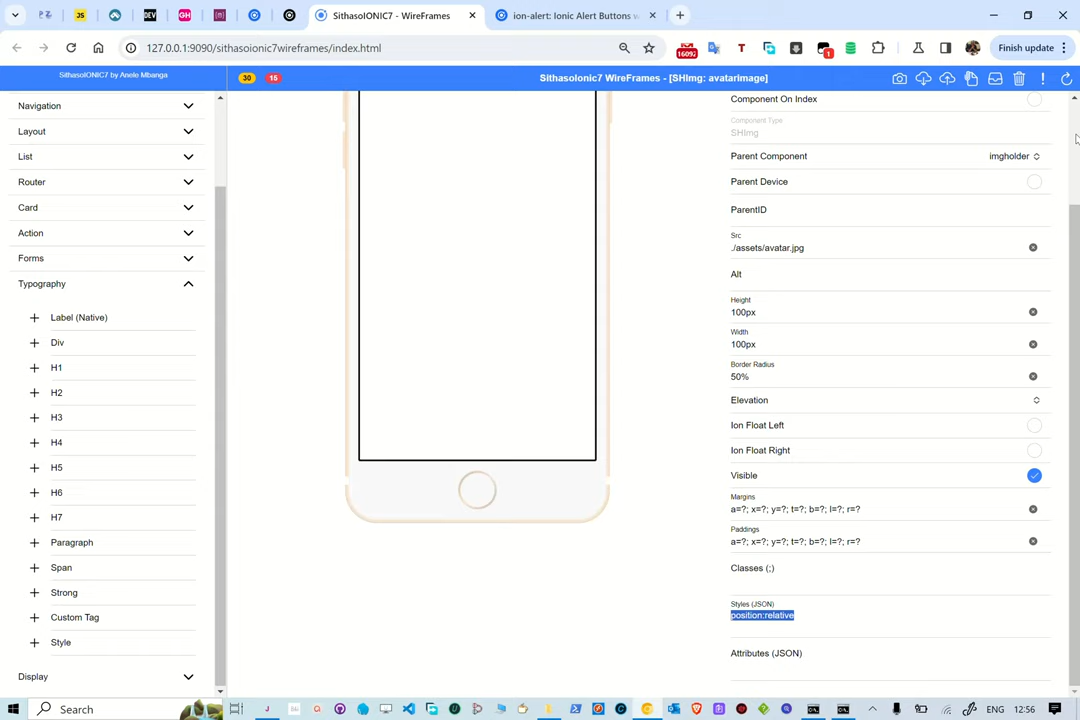 SithasoIONIC7 - WireFrames
ion-alert: Ionic Alert Buttons w
127.0.0.1:9090/sithasoionic7wireframes/index.html
16092
1
Finish update
SithasoIONIC7 by Anele Mbanga
30
15
SithasoIonic7 WireFrames - [SHImg: avatarimage]
Navigation
Layout
List
Router
Card
Action
Forms
Typography
Label (Native)
Div
H1
H2
H3
H4
H5
H6
H7
Paragraph
Span
Strong
Custom Tag
Style
Display
Component On Index
Component Type
SHImg
Parent Component
imgholder
Parent Device
ParentID
Src
./assets/avatar.jpg
Alt
Height
100px
Width
100px
Border Radius
50%
Elevation
Ion Float Left
Ion Float Right
Visible
Margins
a=?; x=?; y=?; t=?; b=?; l=?; r=?
Paddings
a=?; x=?; y=?; t=?; b=?; l=?; r=?
Classes (;)
Styles (JSON)
position:relative
Attributes (JSON)
Search
ENG
12:56